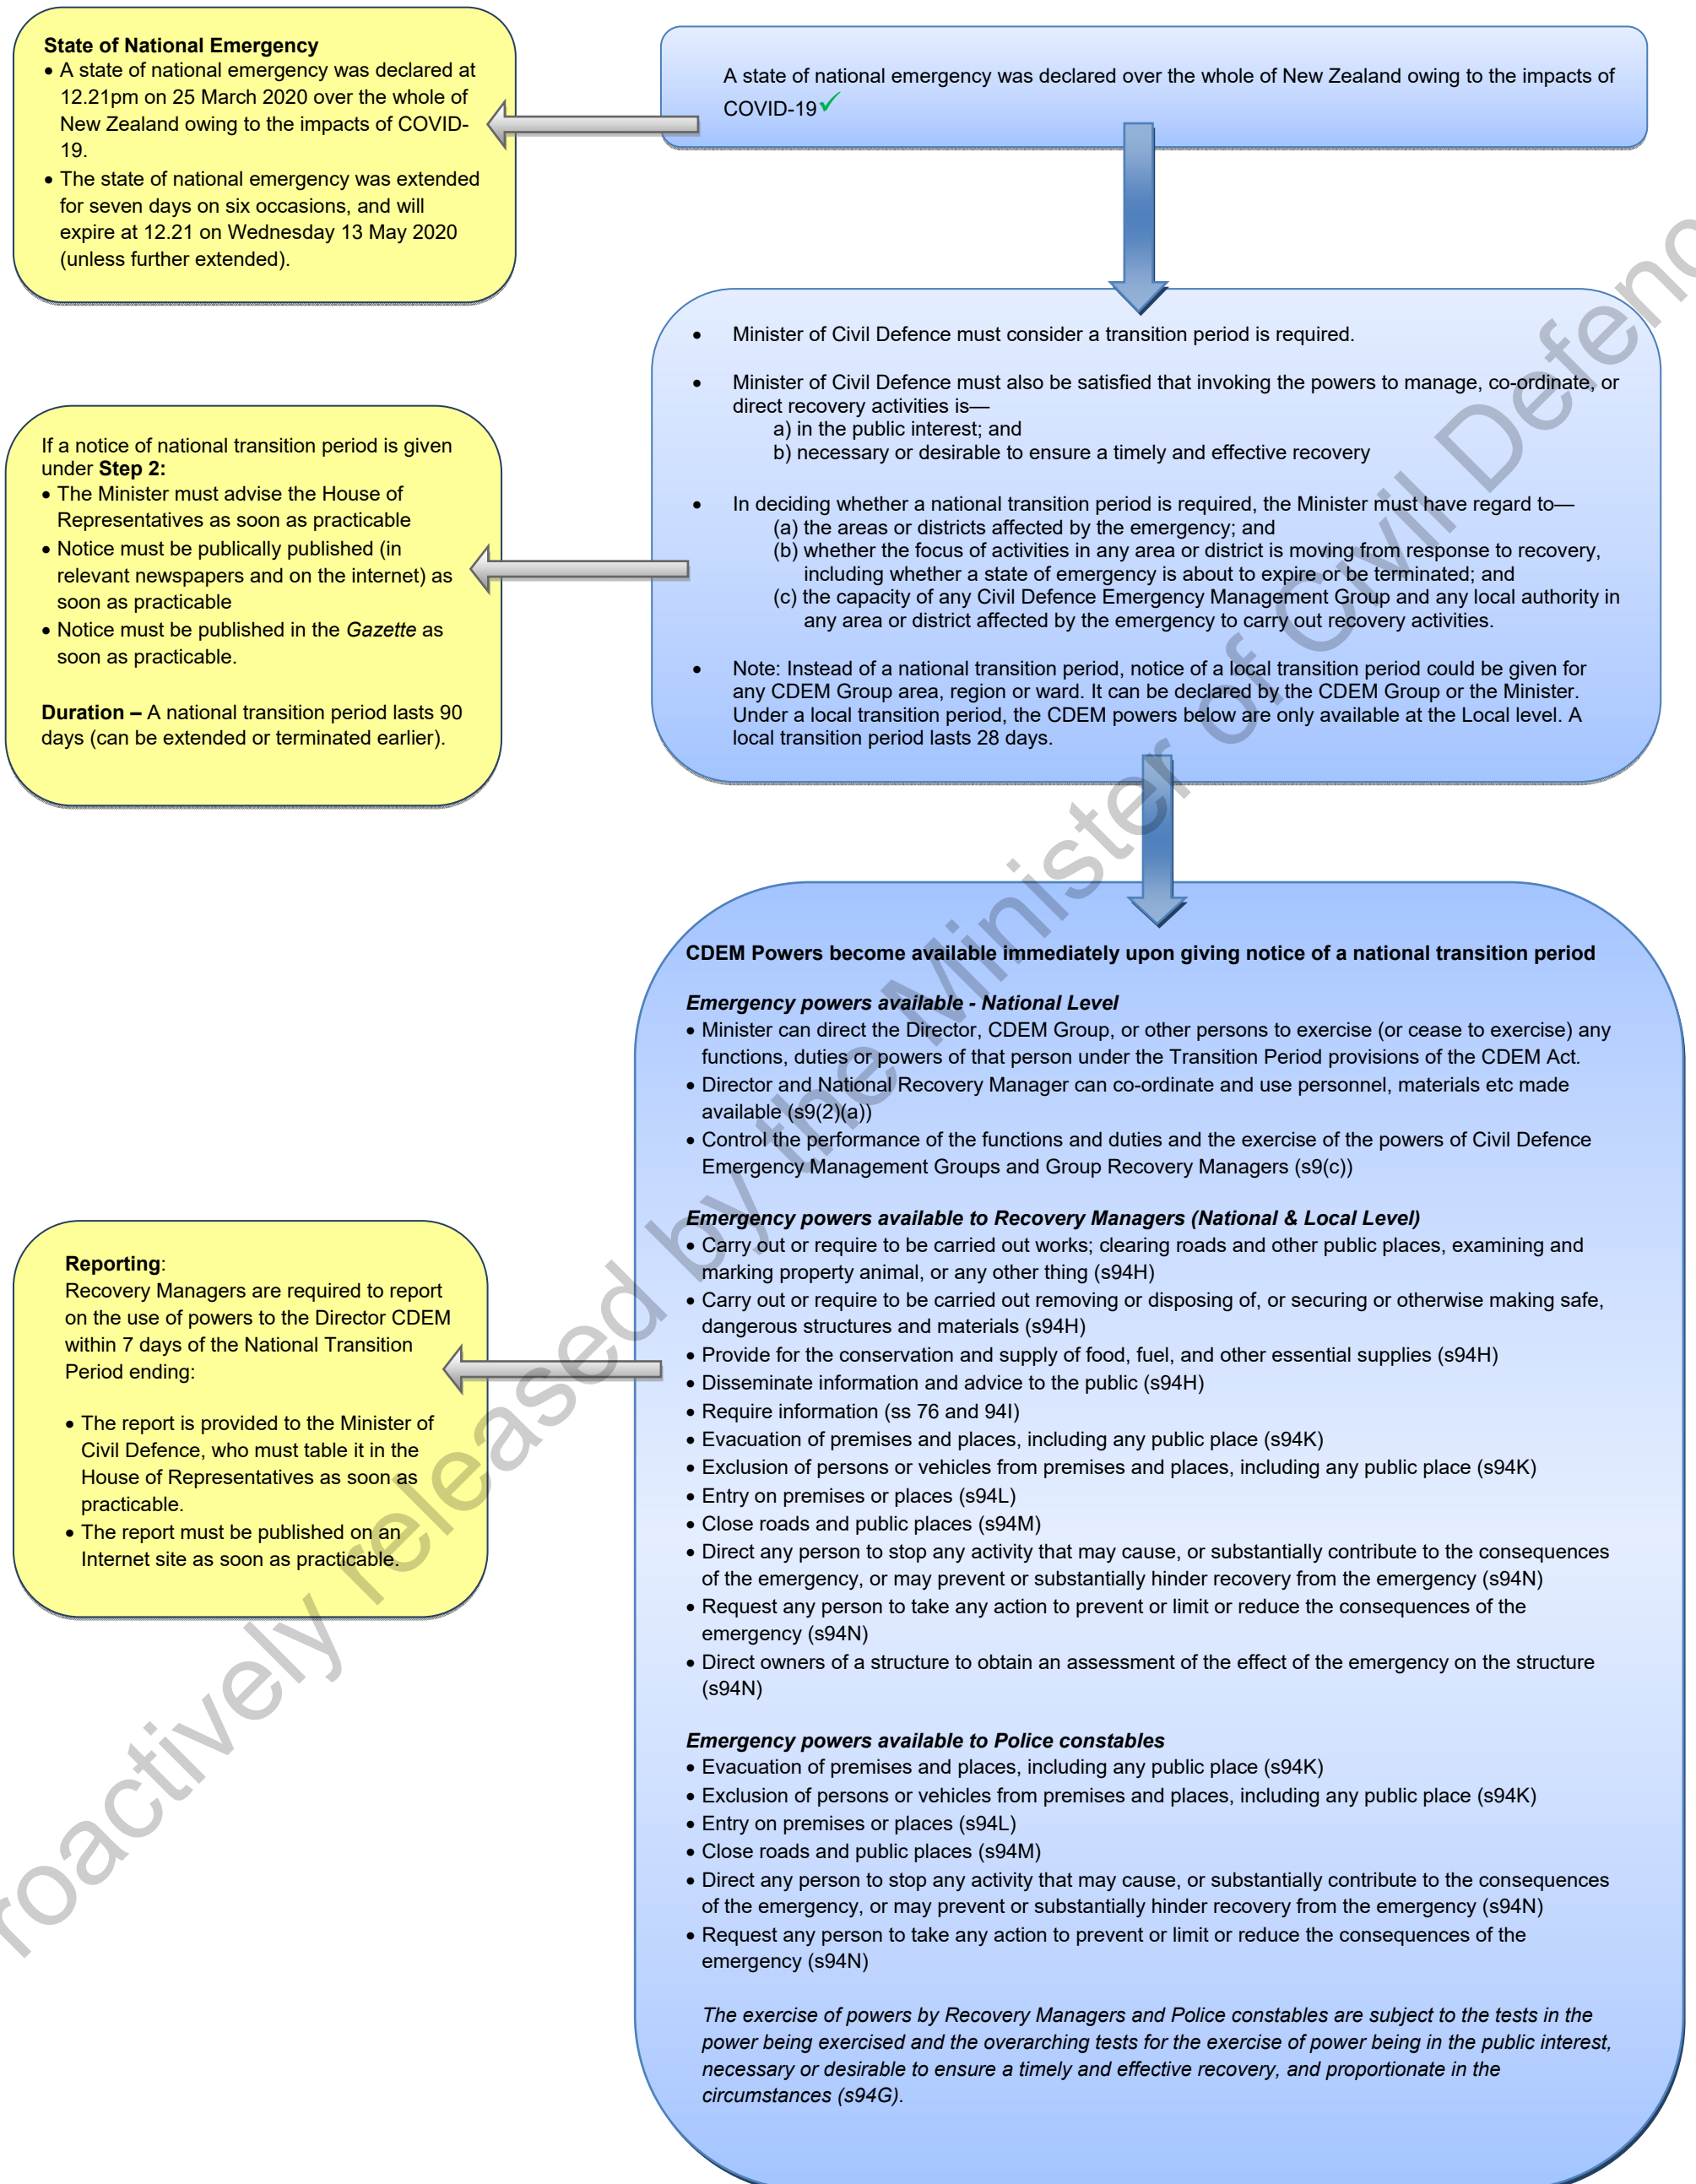 State of National Emergency
• A state of national emergency was declared at
12.21pm on 25 March 2020 over the whole of
New Zealand owing to the impacts of COVID-
19.
• The state of national emergency was extended
for seven days on six occasions, and will
expire at 12.21 on Wednesday 13 May 2020
(unless further extended).
A state of national emergency was declared over the whole of New Zealand owing to the impacts of
COVID-19✓
• Minister of Civil Defence must consider a transition period is required.
• Minister of Civil Defence must also be satisfied that invoking the powers to manage, co-ordinate, or
direct recovery activities is—
a) in the public interest; and
b) necessary or desirable to ensure a timely and effective recovery
• In deciding whether a national transition period is required, the Minister must have regard to—
(a) the areas or districts affected by the emergency; and
(b) whether the focus of activities in any area or district is moving from response to recovery,
including whether a state of emergency is about to expire or be terminated; and
(c) the capacity of any Civil Defence Emergency Management Group and any local authority in
any area or district affected by the emergency to carry out recovery activities.
• Note: Instead of a national transition period, notice of a local transition period could be given for
any CDEM Group area, region or ward. It can be declared by the CDEM Group or the Minister.
Under a local transition period, the CDEM powers below are only available at the Local level. A
local transition period lasts 28 days.
If a notice of national transition period is given
under Step 2:
• The Minister must advise the House of
Representatives as soon as practicable
• Notice must be publically published (in
relevant newspapers and on the internet) as
soon as practicable
• Notice must be published in the Gazette as
soon as practicable.
Duration – A national transition period lasts 90
days (can be extended or terminated earlier).
CDEM Powers become available immediately upon giving notice of a national transition period
Emergency powers available - National Level
• Minister can direct the Director, CDEM Group, or other persons to exercise (or cease to exercise) any
functions, duties or powers of that person under the Transition Period provisions of the CDEM Act.
• Director and National Recovery Manager can co-ordinate and use personnel, materials etc made
available (s9(2)(a))
• Control the performance of the functions and duties and the exercise of the powers of Civil Defence
Emergency Management Groups and Group Recovery Managers (s9(c))
Emergency powers available to Recovery Managers (National & Local Level)
• Carry out or require to be carried out works; clearing roads and other public places, examining and
marking property animal, or any other thing (s94H)
• Carry out or require to be carried out removing or disposing of, or securing or otherwise making safe,
dangerous structures and materials (s94H)
• Provide for the conservation and supply of food, fuel, and other essential supplies (s94H)
• Disseminate information and advice to the public (s94H)
• Require information (ss 76 and 94I)
• Evacuation of premises and places, including any public place (s94K)
• Exclusion of persons or vehicles from premises and places, including any public place (s94K)
• Entry on premises or places (s94L)
• Close roads and public places (s94M)
• Direct any person to stop any activity that may cause, or substantially contribute to the consequences
of the emergency, or may prevent or substantially hinder recovery from the emergency (s94N)
• Request any person to take any action to prevent or limit or reduce the consequences of the
emergency (s94N)
• Direct owners of a structure to obtain an assessment of the effect of the emergency on the structure
(s94N)
Emergency powers available to Police constables
• Evacuation of premises and places, including any public place (s94K)
• Exclusion of persons or vehicles from premises and places, including any public place (s94K)
• Entry on premises or places (s94L)
• Close roads and public places (s94M)
• Direct any person to stop any activity that may cause, or substantially contribute to the consequences
of the emergency, or may prevent or substantially hinder recovery from the emergency (s94N)
• Request any person to take any action to prevent or limit or reduce the consequences of the
emergency (s94N)
The exercise of powers by Recovery Managers and Police constables are subject to the tests in the
power being exercised and the overarching tests for the exercise of power being in the public interest,
necessary or desirable to ensure a timely and effective recovery, and proportionate in the
circumstances (s94G).
Reporting:
Recovery Managers are required to report
on the use of powers to the Director CDEM
within 7 days of the National Transition
Period ending:
• The report is provided to the Minister of
Civil Defence, who must table it in the
House of Representatives as soon as
practicable.
• The report must be published on an
Internet site as soon as practicable.
roactively released by the Minister of Civil Defenc